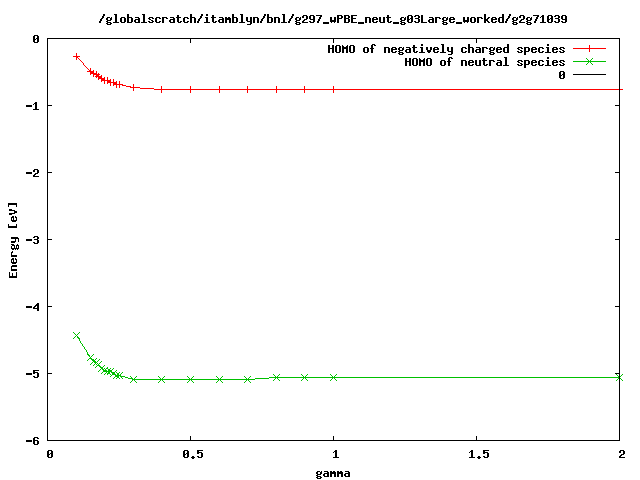 /globalscratch/itamblyn/bnl/g297_wPBE_neut_g03Large_worked/g2g71039
HOMO of negatively charged species
HOMO of neutral species
0
Energy [eV]
0
-1
-2
-3
-4
-5
-6
0
0.5
1
1.5
2
gamma